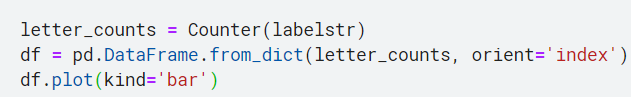 letter_counts = Counter(labelstr)
df = pd.DataFrame.from_dict(letter_counts, orient='index')
df.plot(kind='bar')